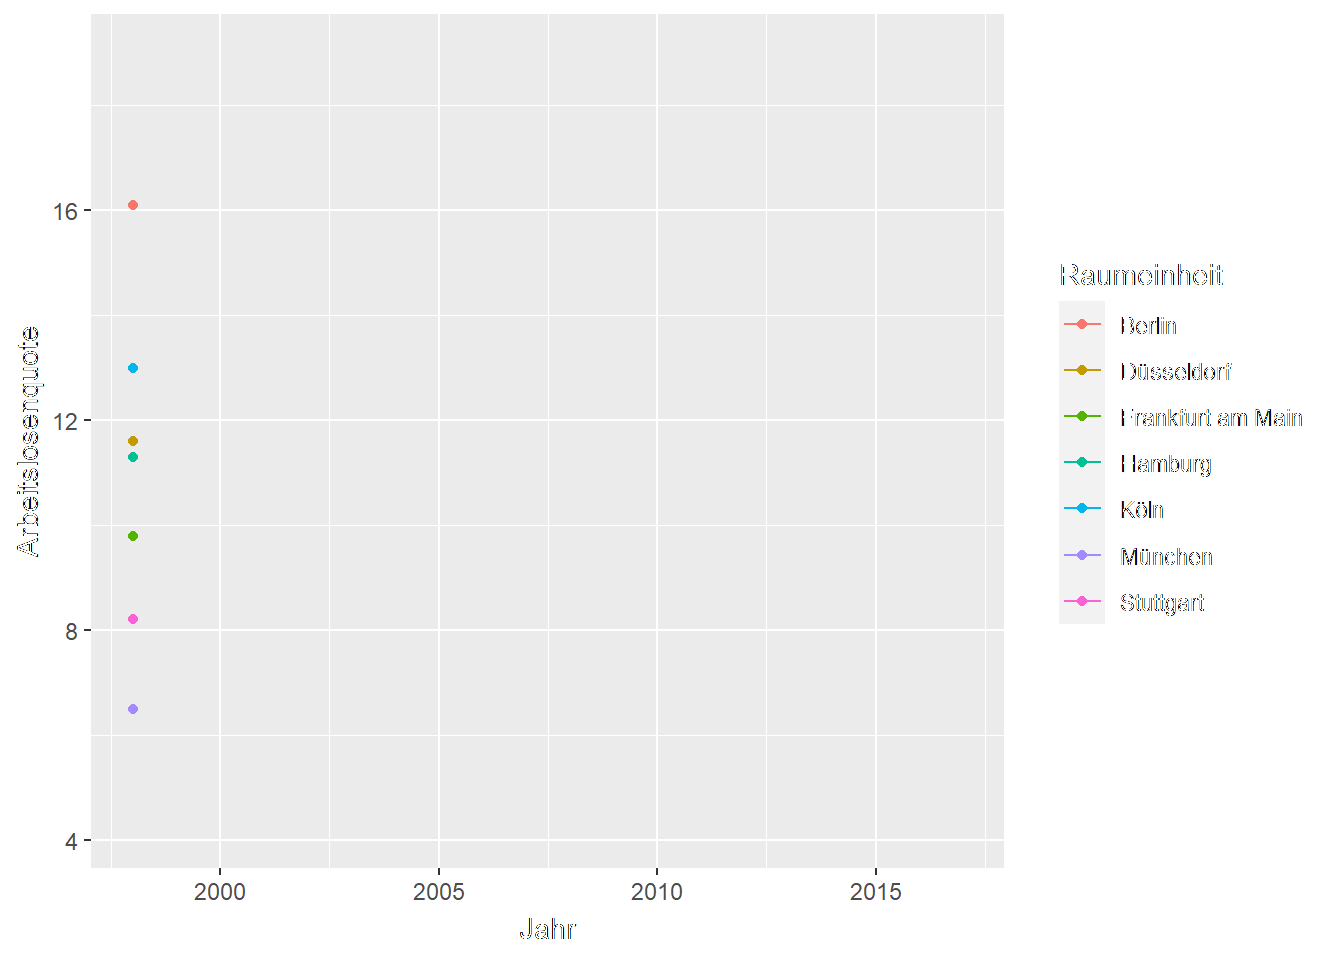 16
12
8
4
2000
2005
2010
2015
Jahr
Arbeitslosenquote
Raumeinheit
Berlin
Düsseldorf
Frankfurt am Main
Hamburg
Köln
München
Stuttgart